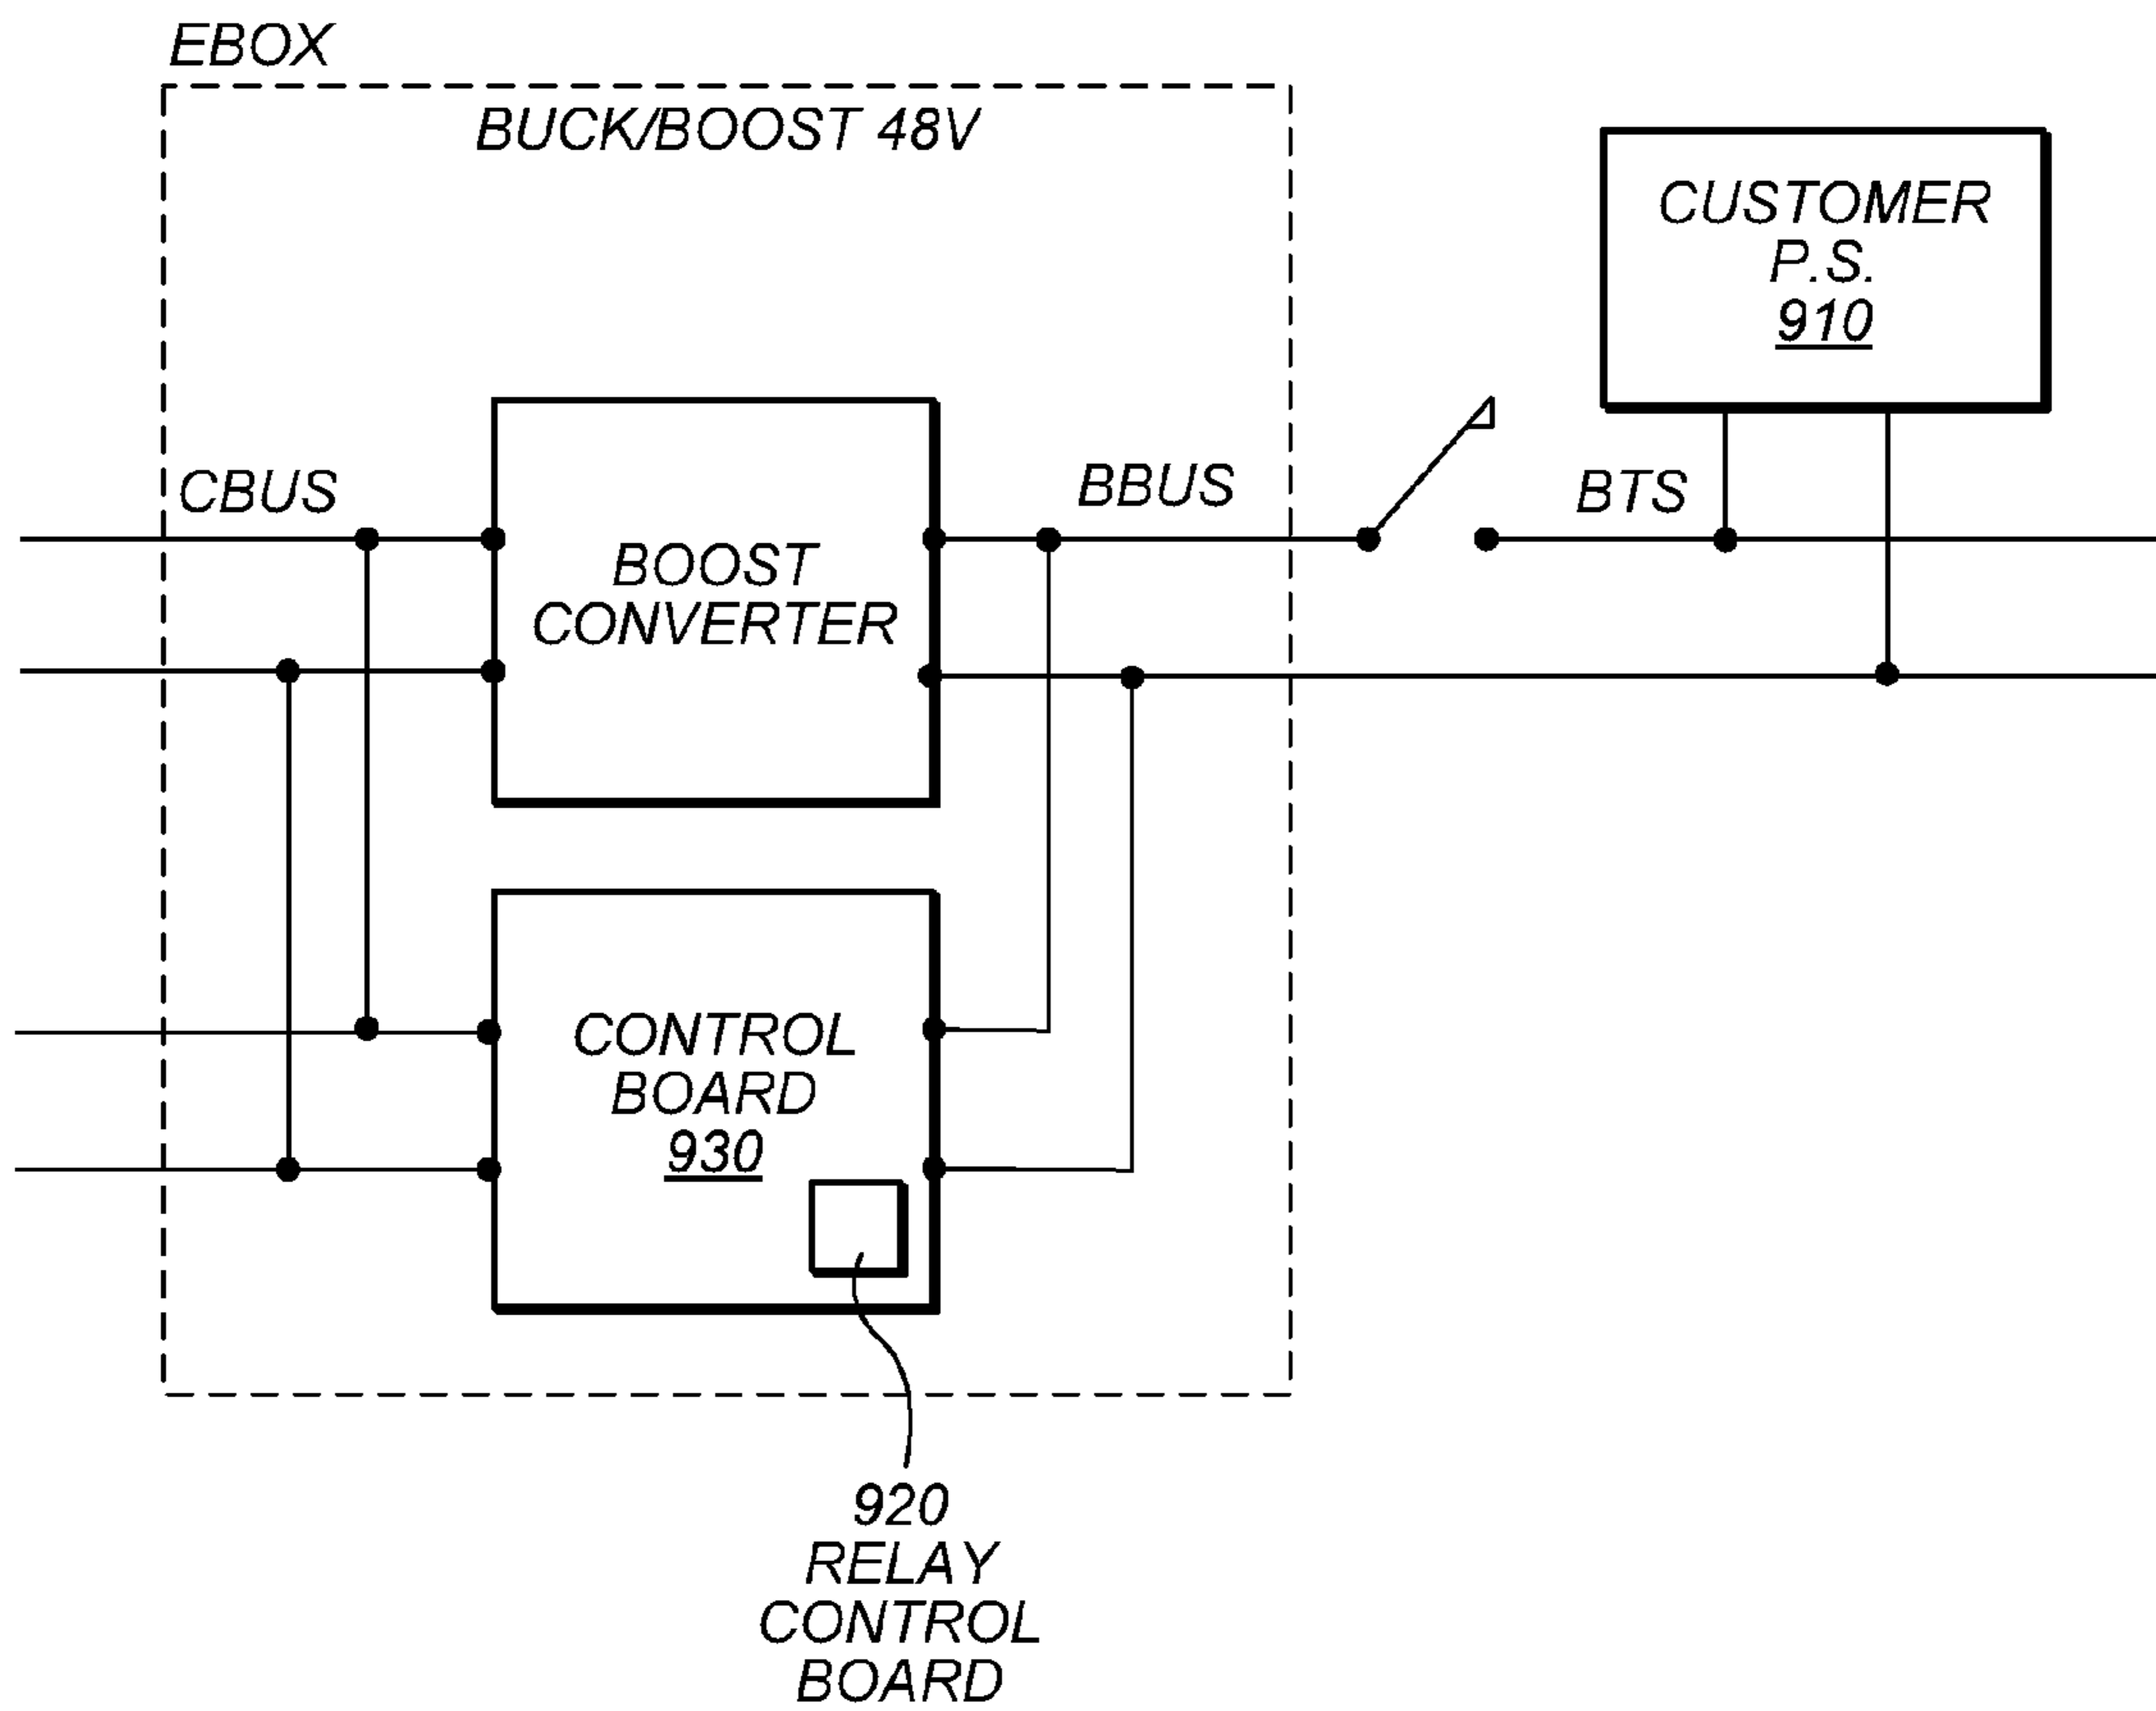 EBOX
BUCK/BOOST 48V
CUSTOMER
P.S.
910
CBUS
BBUS
BTS
BOOST
CONVERTER
CONTROL
BOARD
930
920
RELAY
CONTROL
BOARD